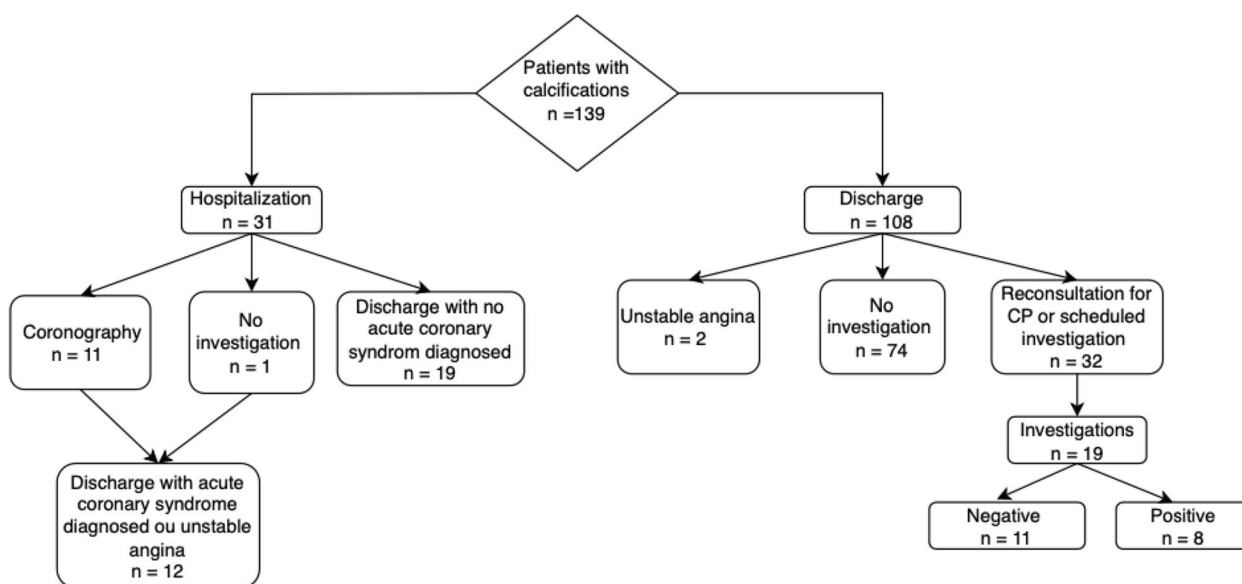 Patients with
calcifications
n =139
Hospitalization
n = 31
Discharge
n = 108
Coronography
n = 11
No
investigation
n = 1
Discharge with no
acute coronary
syndrom diagnosed
n = 19
Unstable angina
n = 2
No
investigation
n = 74
Reconsultation for
CP or scheduled
investigation
n = 32
Discharge with acute
coronary syndrome
diagnosed ou unstable
angina
n = 12
Investigations
n = 19
Negative
n = 11
Positive
n = 8